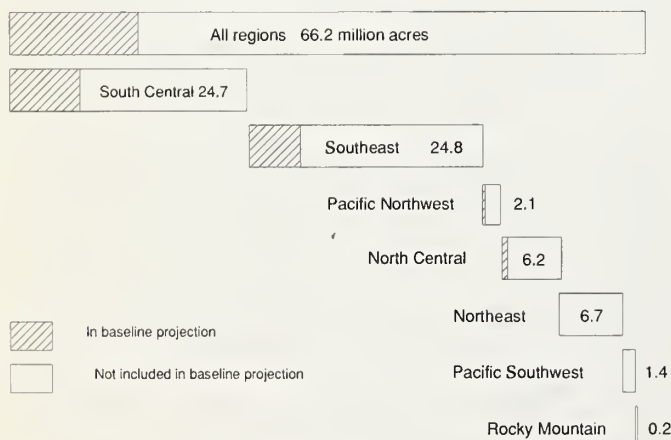 All regions 66.2 million acres
South Central 24.7
Southeast 24.8
Pacific Northwest 2.1
North Central 6.2
Northeast 6.7
In baseline projection
Not included in baseline projection
Pacific Southwest 1.4
Rocky Mountain 0.2